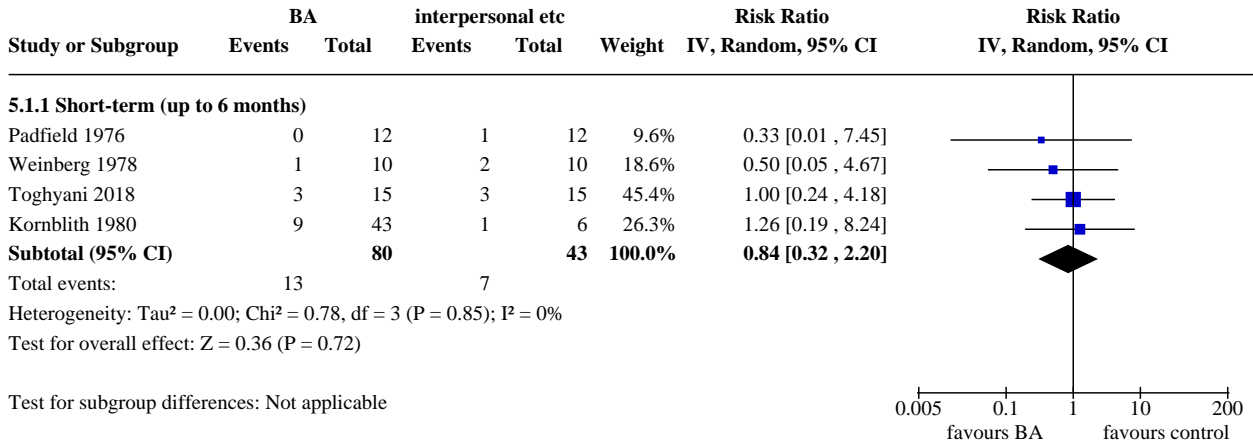 BA interpersonal etc Risk Ratio Risk Ratio
Study or Subgroup Events Total Events Total Weight IV, Random, 95% CI IV, Random, 95% CI
5.1.1 Short-term (up to 6 months)
Padfield 1976 0 12 1 12 9.6% 0.33 [0.01 , 7.45]
Weinberg 1978 1 10 2 10 18.6% 0.50 [0.05 , 4.67]
Toghyani 2018 3 15 3 15 45.4% 1.00 [0.24 , 4.18]
Kornblith 1980 9 43 1 6 26.3% 1.26 [0.19 , 8.24]
Subtotal (95% CI) 80 43 100.0% 0.84 [0.32 , 2.20]
Total events: 13 7
Heterogeneity: Tau² = 0.00; Chi² = 0.78, df = 3 (P = 0.85); I² = 0%
Test for overall effect: Z = 0.36 (P = 0.72)
Test for subgroup differences: Not applicable
0.005 0.1 1 10 200
favours BA favours control